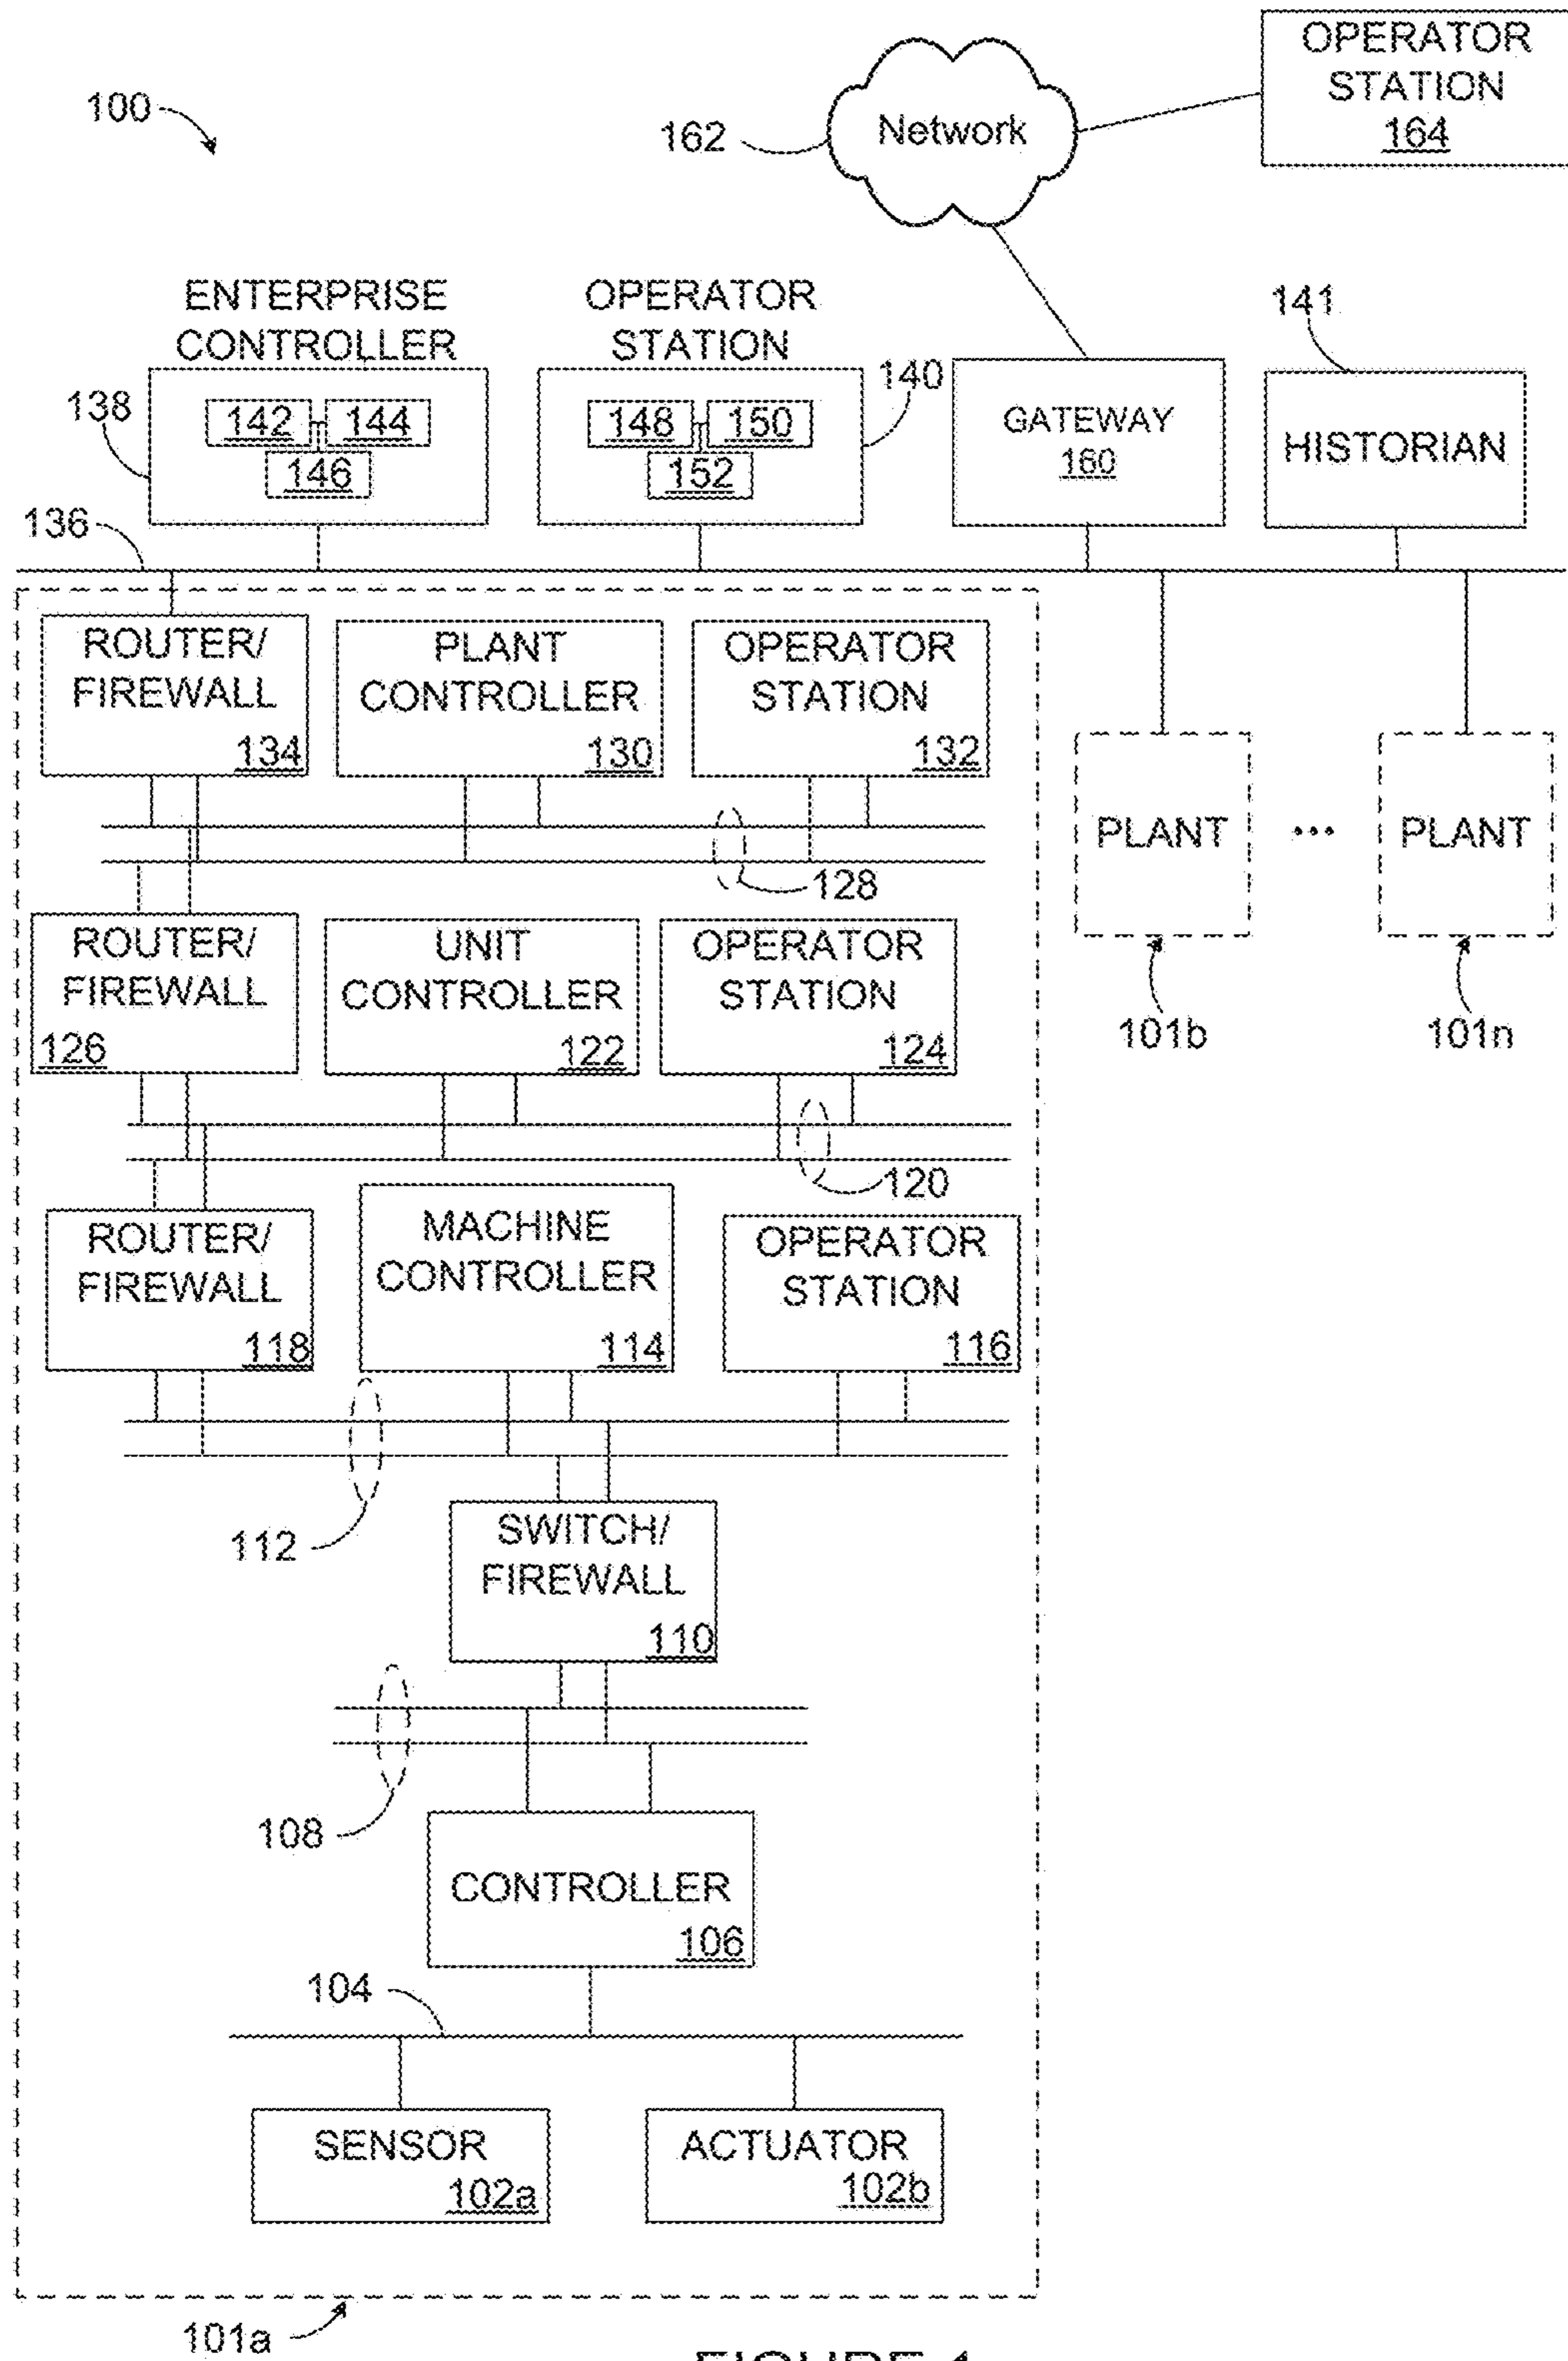 100
162
Network
OPERATOR
STATION
164
ENTERPRISE
CONTROLLER
138
142
144
146
OPERATOR
STATION
140
148
150
152
GATEWAY
160
141
HISTORIAN
136
ROUTER/
FIREWALL
134
PLANT
CONTROLLER
130
OPERATOR
STATION
132
128
PLANT
...
PLANT
101b
101n
ROUTER/
FIREWALL
126
UNIT
CONTROLLER
122
OPERATOR
STATION
124
120
ROUTER/
FIREWALL
118
MACHINE
CONTROLLER
114
OPERATOR
STATION
116
112
SWITCH/
FIREWALL
110
108
CONTROLLER
106
104
SENSOR
102a
ACTUATOR
102b
101a
FIGURE 1